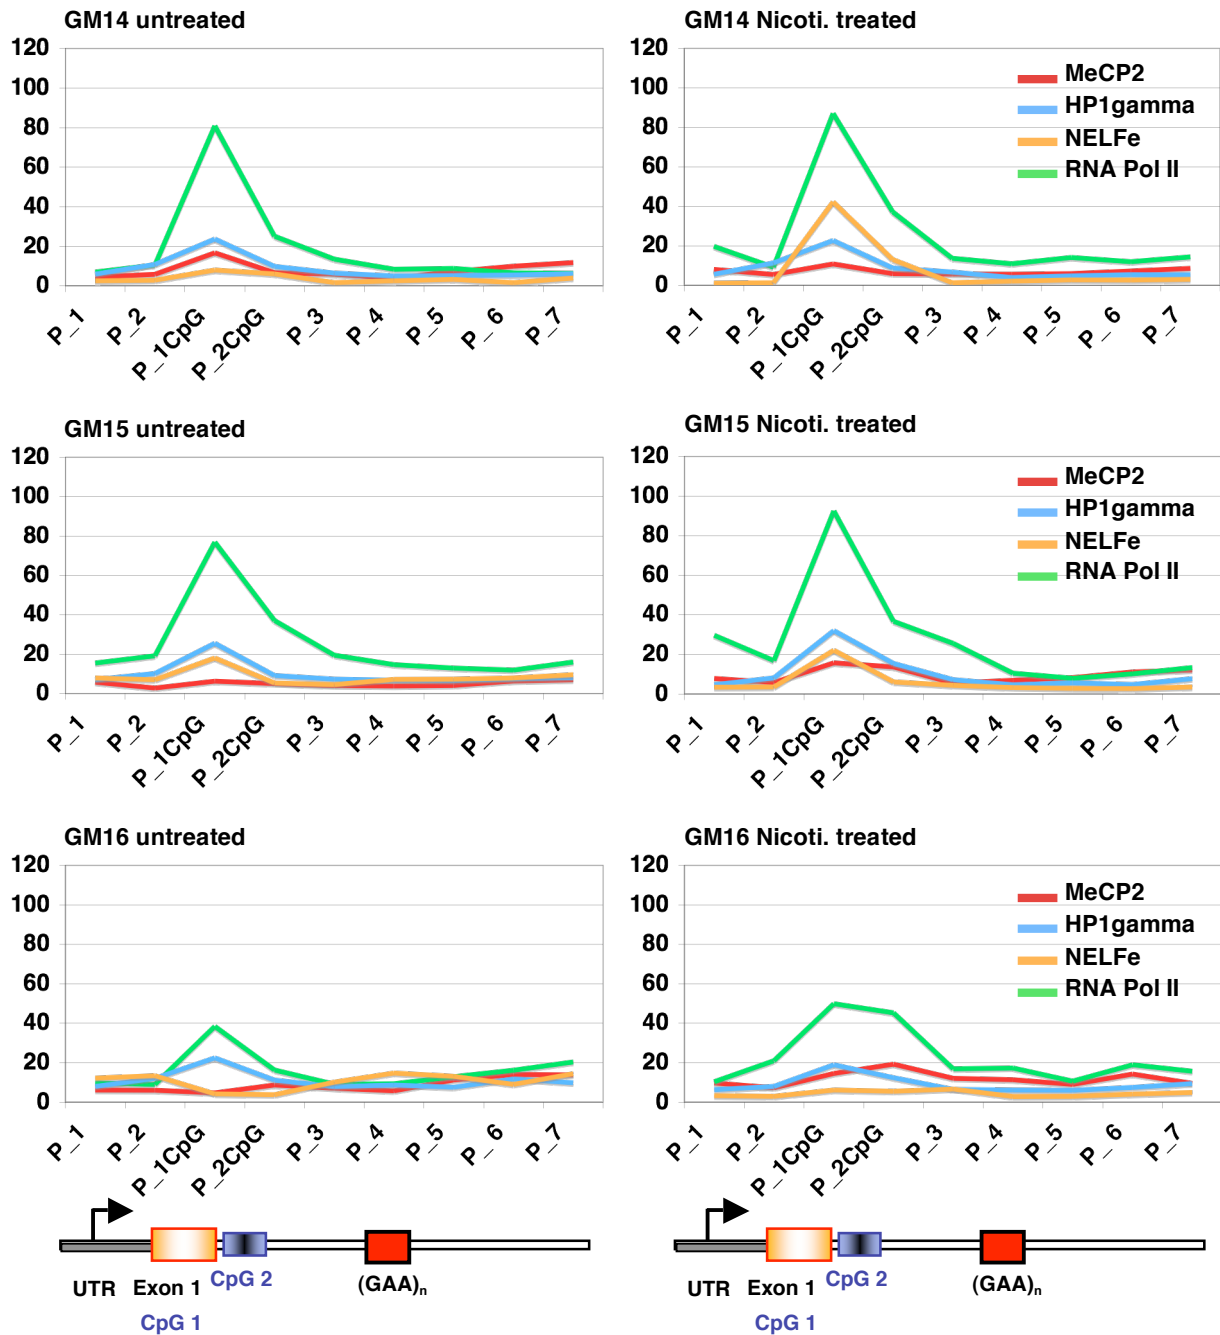 GM14 untreated
120
100
80
60
40
20
0
P_1
P_2
P_1CpG
P_2CpG
P_3
P_4
P_5
P_6
P_7
GM14 Nicoti. treated
120
100
80
60
40
20
0
MeCP2
HP1gamma
NELFe
RNA Pol II
P_1
P_2
P_1CpG
P_2CpG
P_3
P_4
P_5
P_6
P_7
GM15 untreated
120
100
80
60
40
20
0
P_1
P_2
P_1CpG
P_2CpG
P_3
P_4
P_5
P_6
P_7
GM15 Nicoti. treated
120
100
80
60
40
20
0
MeCP2
HP1gamma
NELFe
RNA Pol II
P_1
P_2
P_1CpG
P_2CpG
P_3
P_4
P_5
P_6
P_7
GM16 untreated
120
100
80
60
40
20
0
P_1
P_2
P_1CpG
P_2CpG
P_3
P_4
P_5
P_6
P_7
GM16 Nicoti. treated
120
100
80
60
40
20
0
MeCP2
HP1gamma
NELFe
RNA Pol II
P_1
P_2
P_1CpG
P_2CpG
P_3
P_4
P_5
P_6
P_7
UTR Exon 1 CpG 2 (GAA)n
CpG 1
UTR Exon 1 CpG 2 (GAA)n
CpG 1